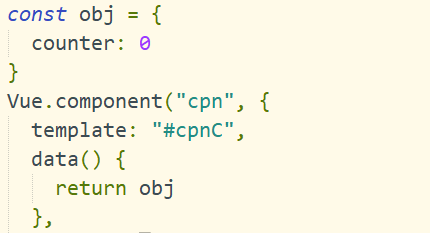 const obj = {
  counter: 0
}
Vue.component("cpn", {
  template: "#cpnC",
  data() {
    return obj
  },